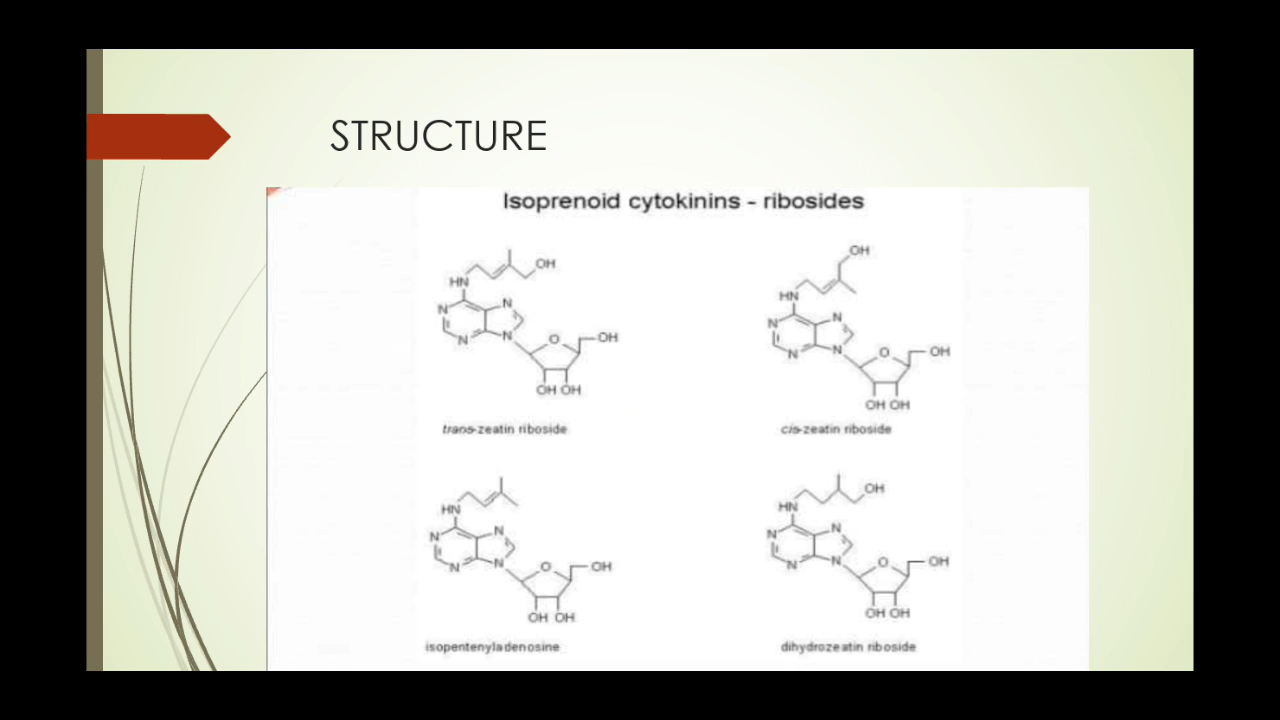 STRUCTURE
Isoprenoid cytokinins - ribosides
OH
HN
N
N
N
N
O
OH
OH OH
trans-zeatin riboside
OH
HN
N
N
N
N
O
OH
OH OH
cis-zeatin riboside
HN
N
N
N
N
O
OH
OH OH
isopentenyladenosine
OH
HN
N
N
N
N
O
OH
OH OH
dihydrozeatin riboside